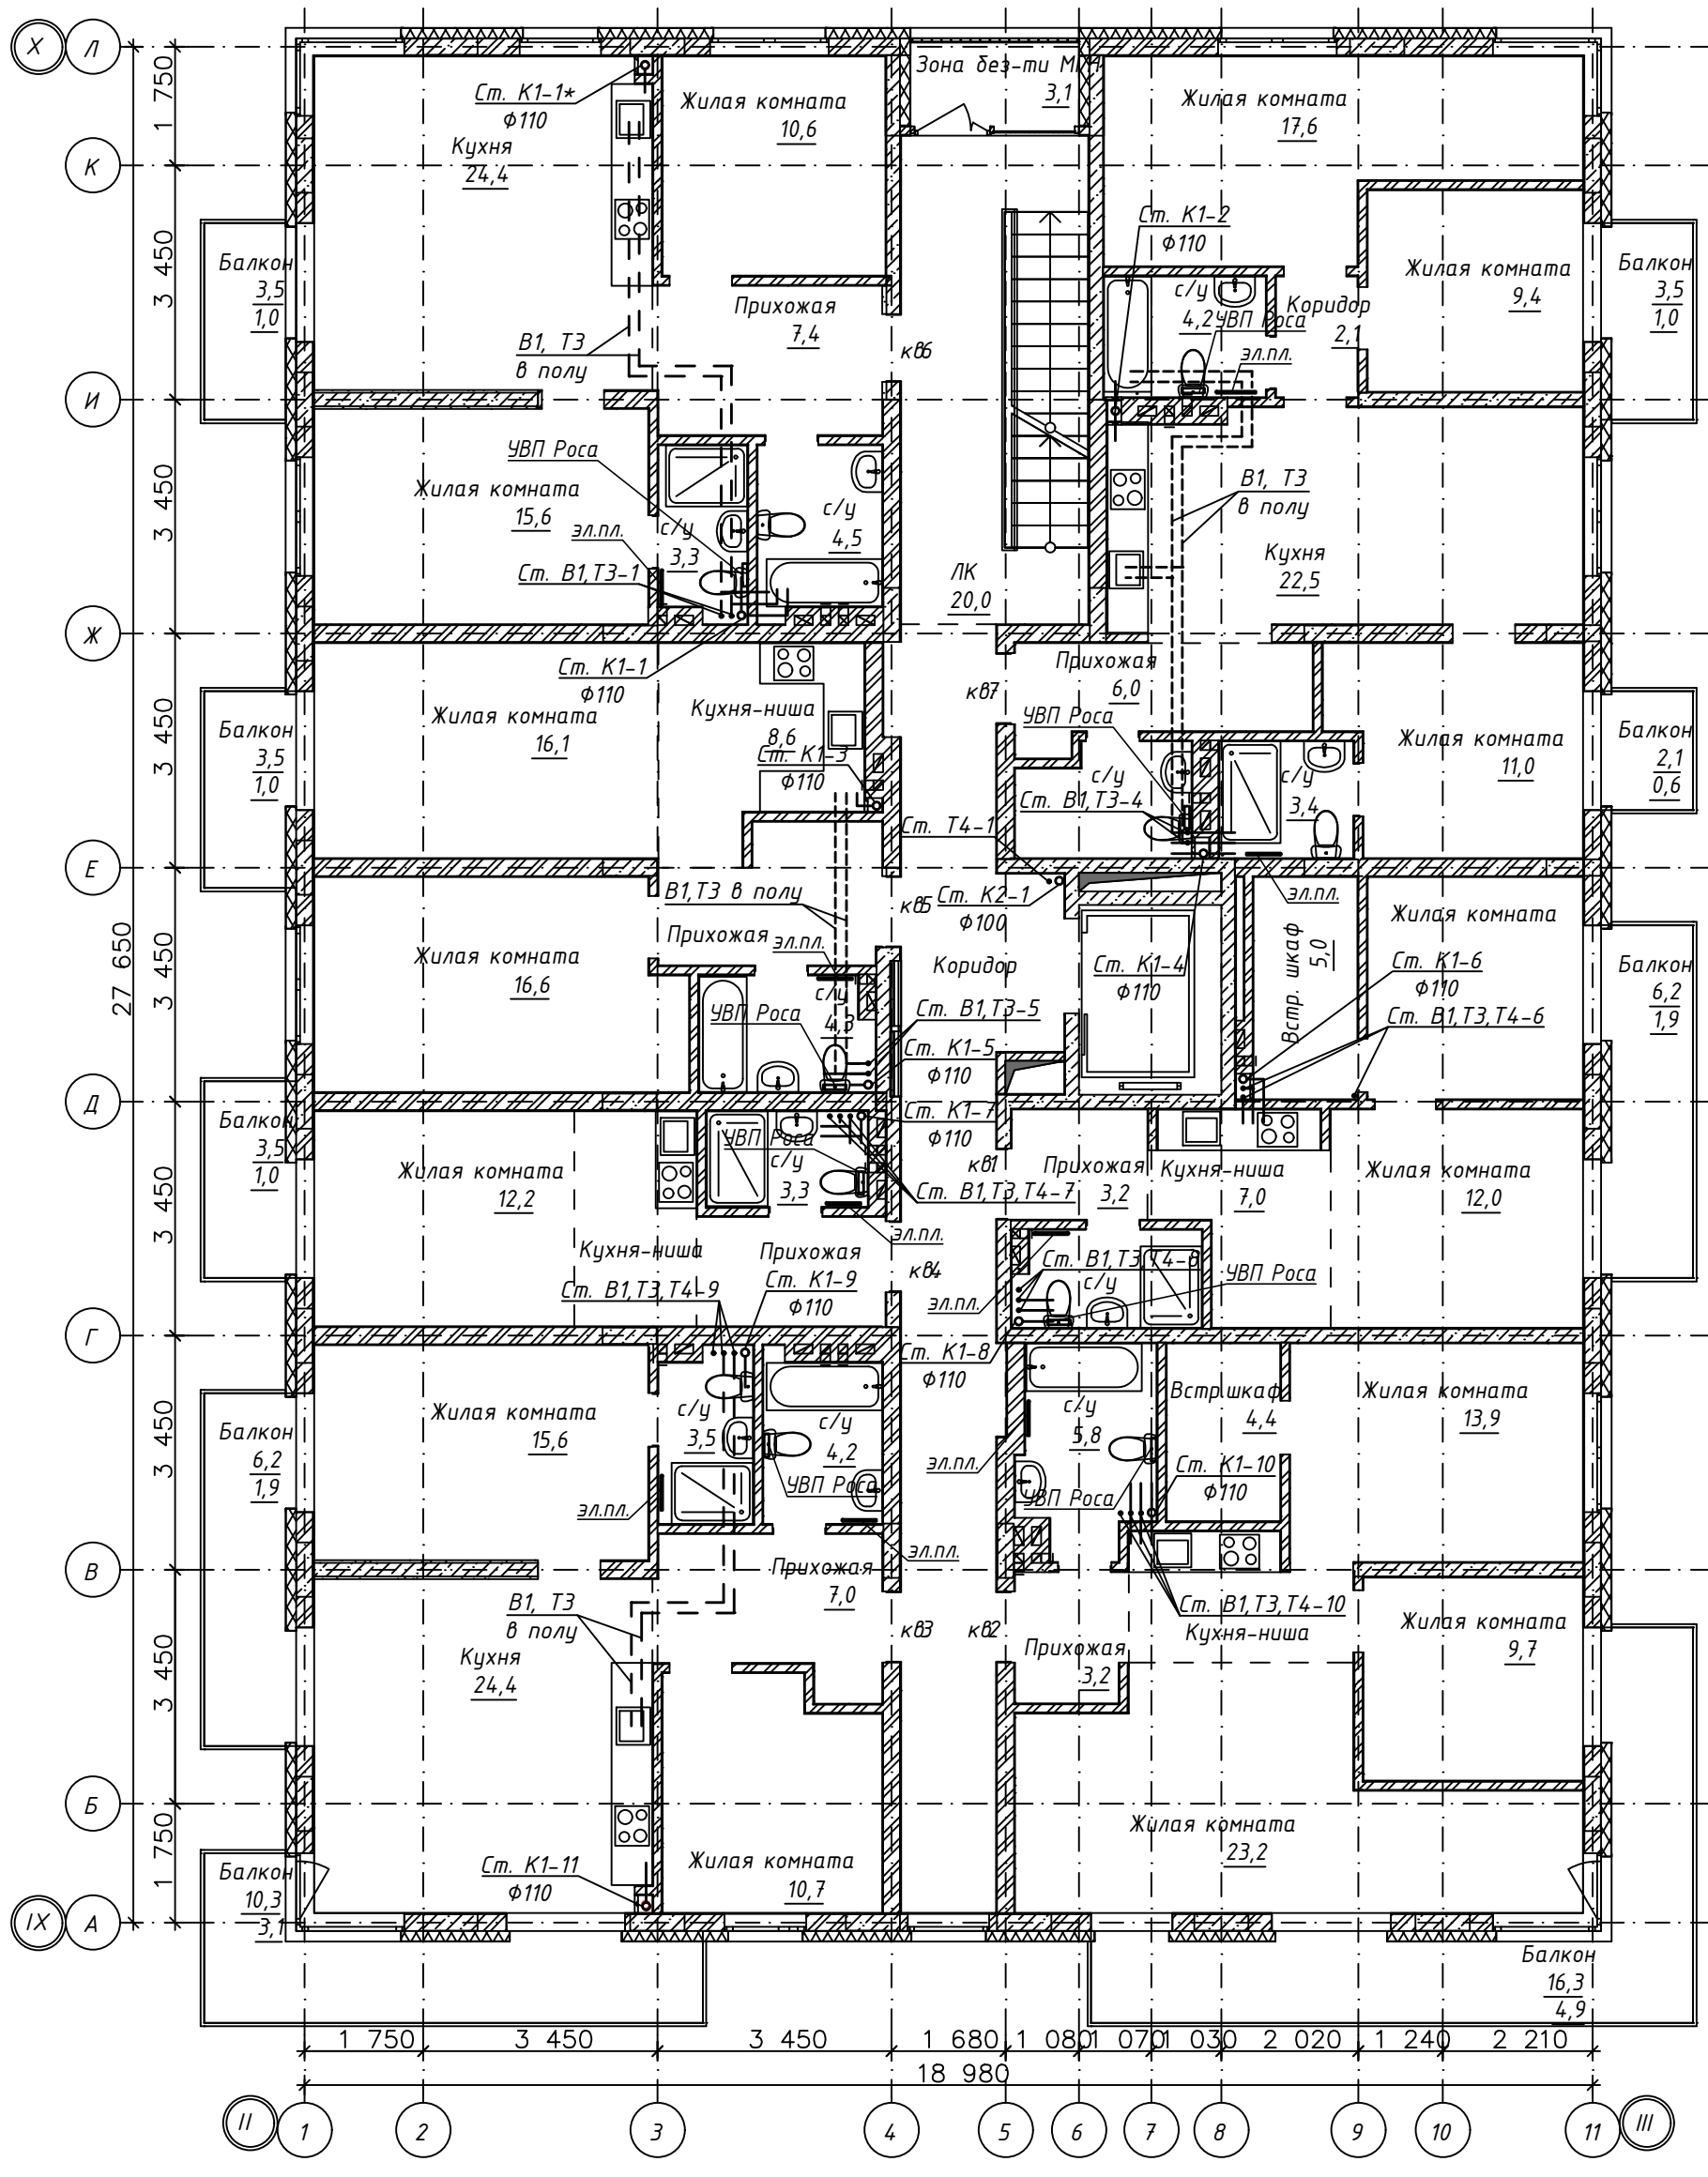 X
Л
К
И
Ж
Е
Д
Г
В
Б
IX
А
1 750
3 450
3 450
3 450
3 450
3 450
3 450
3 450
1 750
27 650
Ст. К1-1*
ф110
Кухня
24,4
Жилая комната
10,6
Зона без-ти
3,1
Жилая комната
17,6
Ст. К1-2
ф110
Балкон
3,5
1,0
Прихожая
7,4
В1, Т3
в полу
кв6
с/у
4,2
УВП Роса
Коридор
2,1
эл.пл.
Жилая комната
9,4
Балкон
3,5
1,0
УВП Роса
Жилая комната
15,6
эл.пл.
с/у
3,3
с/у
4,5
Ст. В1,Т3-1
В1, Т3
в полу
Кухня
22,5
ЛК
20,0
Ст. К1-1
ф110
Балкон
3,5
1,0
Жилая комната
16,1
Кухня-ниша
8,6
Ст. К1-3
ф110
кв7
Прихожая
6,0
УВП Роса
с/у
Ст. В1,Т3-4
с/у
3,4
Жилая комната
11,0
Балкон
2,1
0,6
Ст. Т4-1
Ст. К2-1
ф100
эл.пл.
В1,Т3 в полу
кв5
Прихожая
эл.пл.
Жилая комната
16,6
УВП Роса
с/у
4,3
Коридор
Ст. К1-4
ф110
Встр. шкаф
5,0
Жилая комната
Ст. К1-6
ф110
Ст. В1,Т3,Т4-6
Балкон
6,2
1,9
Ст. В1,Т3-5
Ст. К1-5
ф110
Ст. К1-7
ф110
Балкон
3,5
1,0
Жилая комната
12,2
УВП Роса
с/у
3,3
Ст. В1,Т3,Т4-7
эл.пл.
кв1
Прихожая
3,2
Кухня-ниша
7,0
Жилая комната
12,0
Кухня-ниша
Прихожая
Ст. В1,Т3,Т4-9
Ст. К1-9
ф110
кв4
эл.пл.
Ст. В1,Т3,Т4-8
с/у
УВП Роса
Ст. К1-8
ф110
Балкон
6,2
1,9
Жилая комната
15,6
с/у
3,5
с/у
4,2
УВП Роса
эл.пл.
эл.пл.
эл.пл.
с/у
5,8
УВП Роса
Встр.шкаф
4,4
Ст. К1-10
ф110
Жилая комната
13,9
Прихожая
7,0
В1, Т3
в полу
Кухня
24,4
кв3
кв2
Прихожая
3,2
Ст. В1,Т3,Т4-10
Кухня-ниша
Жилая комната
9,7
Жилая комната
23,2
Ст. К1-11
ф110
Жилая комната
10,7
Балкон
10,3
3,1
Балкон
16,3
4,9
1 750
3 450
3 450
1 680
1 080
1 070
1 030
2 020
1 240
2 210
18 980
II
1
2
3
4
5
6
7
8
9
10
11
III